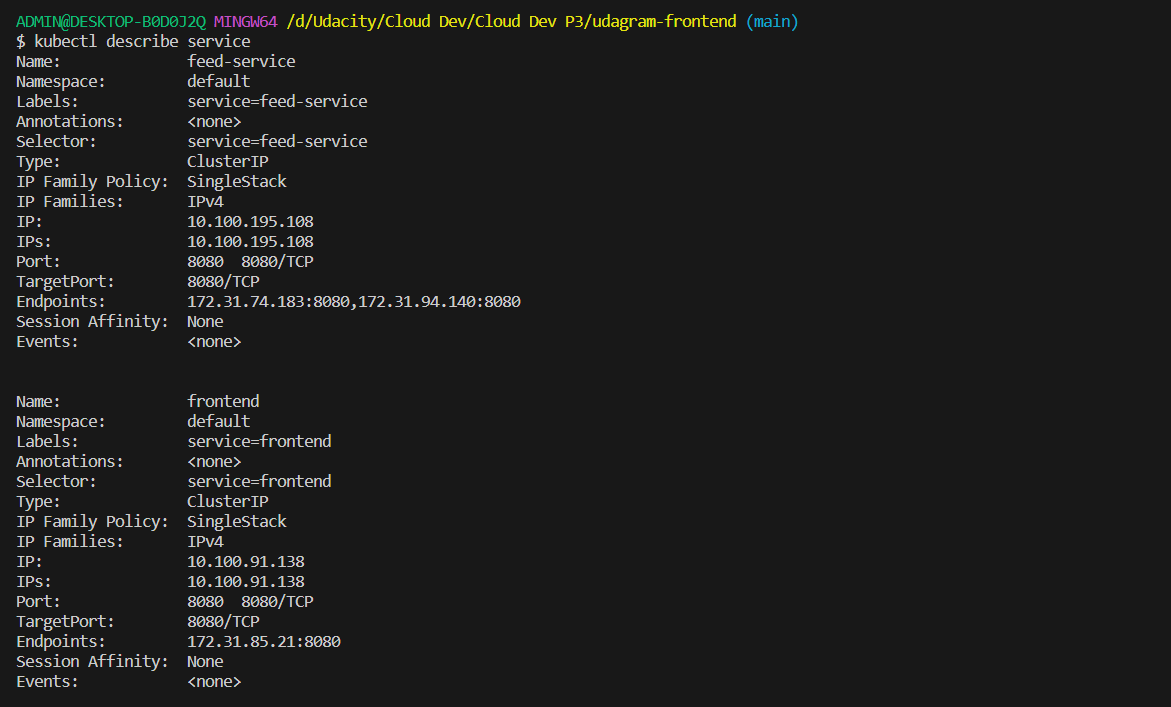 ADMIN@DESKTOP-B0D0J2Q MINGW64 /d/Udacity/Cloud Dev/Cloud Dev P3/udagram-frontend (main)
$ kubectl describe service
Name:              feed-service
Namespace:         default
Labels:            service=feed-service
Annotations:       <none>
Selector:          service=feed-service
Type:              ClusterIP
IP Family Policy:  SingleStack
IP Families:       IPv4
IP:                10.100.195.108
IPs:               10.100.195.108
Port:              8080  8080/TCP
TargetPort:        8080/TCP
Endpoints:         172.31.74.183:8080,172.31.94.140:8080
Session Affinity:  None
Events:            <none>
Name:              frontend
Namespace:         default
Labels:            service=frontend
Annotations:       <none>
Selector:          service=frontend
Type:              ClusterIP
IP Family Policy:  SingleStack
IP Families:       IPv4
IP:                10.100.91.138
IPs:               10.100.91.138
Port:              8080  8080/TCP
TargetPort:        8080/TCP
Endpoints:         172.31.85.21:8080
Session Affinity:  None
Events:            <none>